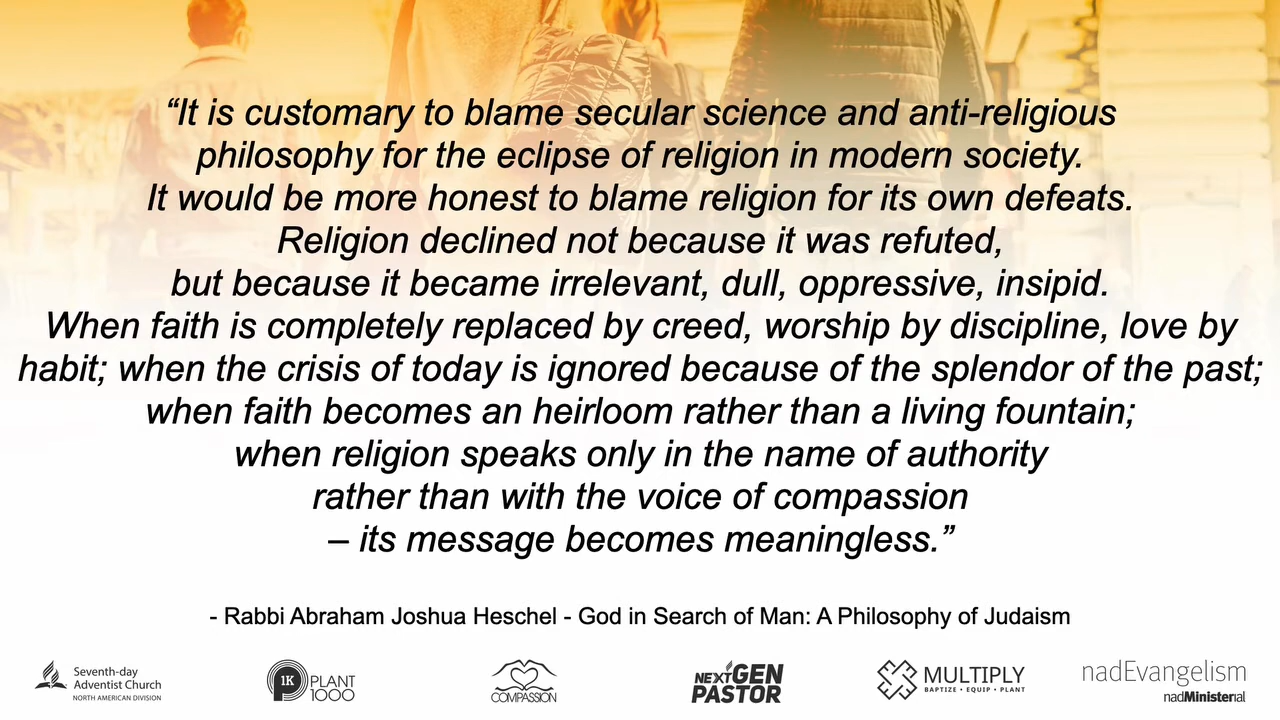 “It is customary to blame secular science and anti-religious
philosophy for the eclipse of religion in modern society.
It would be more honest to blame religion for its own defeats.
Religion declined not because it was refuted,
but because it became irrelevant, dull, oppressive, insipid.
When faith is completely replaced by creed, worship by discipline, love by
habit; when the crisis of today is ignored because of the splendor of the past;
when faith becomes an heirloom rather than a living fountain;
when religion speaks only in the name of authority
rather than with the voice of compassion
– its message becomes meaningless.”
- Rabbi Abraham Joshua Heschel - God in Search of Man: A Philosophy of Judaism
Seventh-day
Adventist Church
NORTH AMERICAN DIVISION
1K
PLANT
1000
COMPASSION
NEXTGEN
PASTOR
MULTIPLY
BAPTIZE • EQUIP • PLANT
nadEvangelism
nadMinisterial